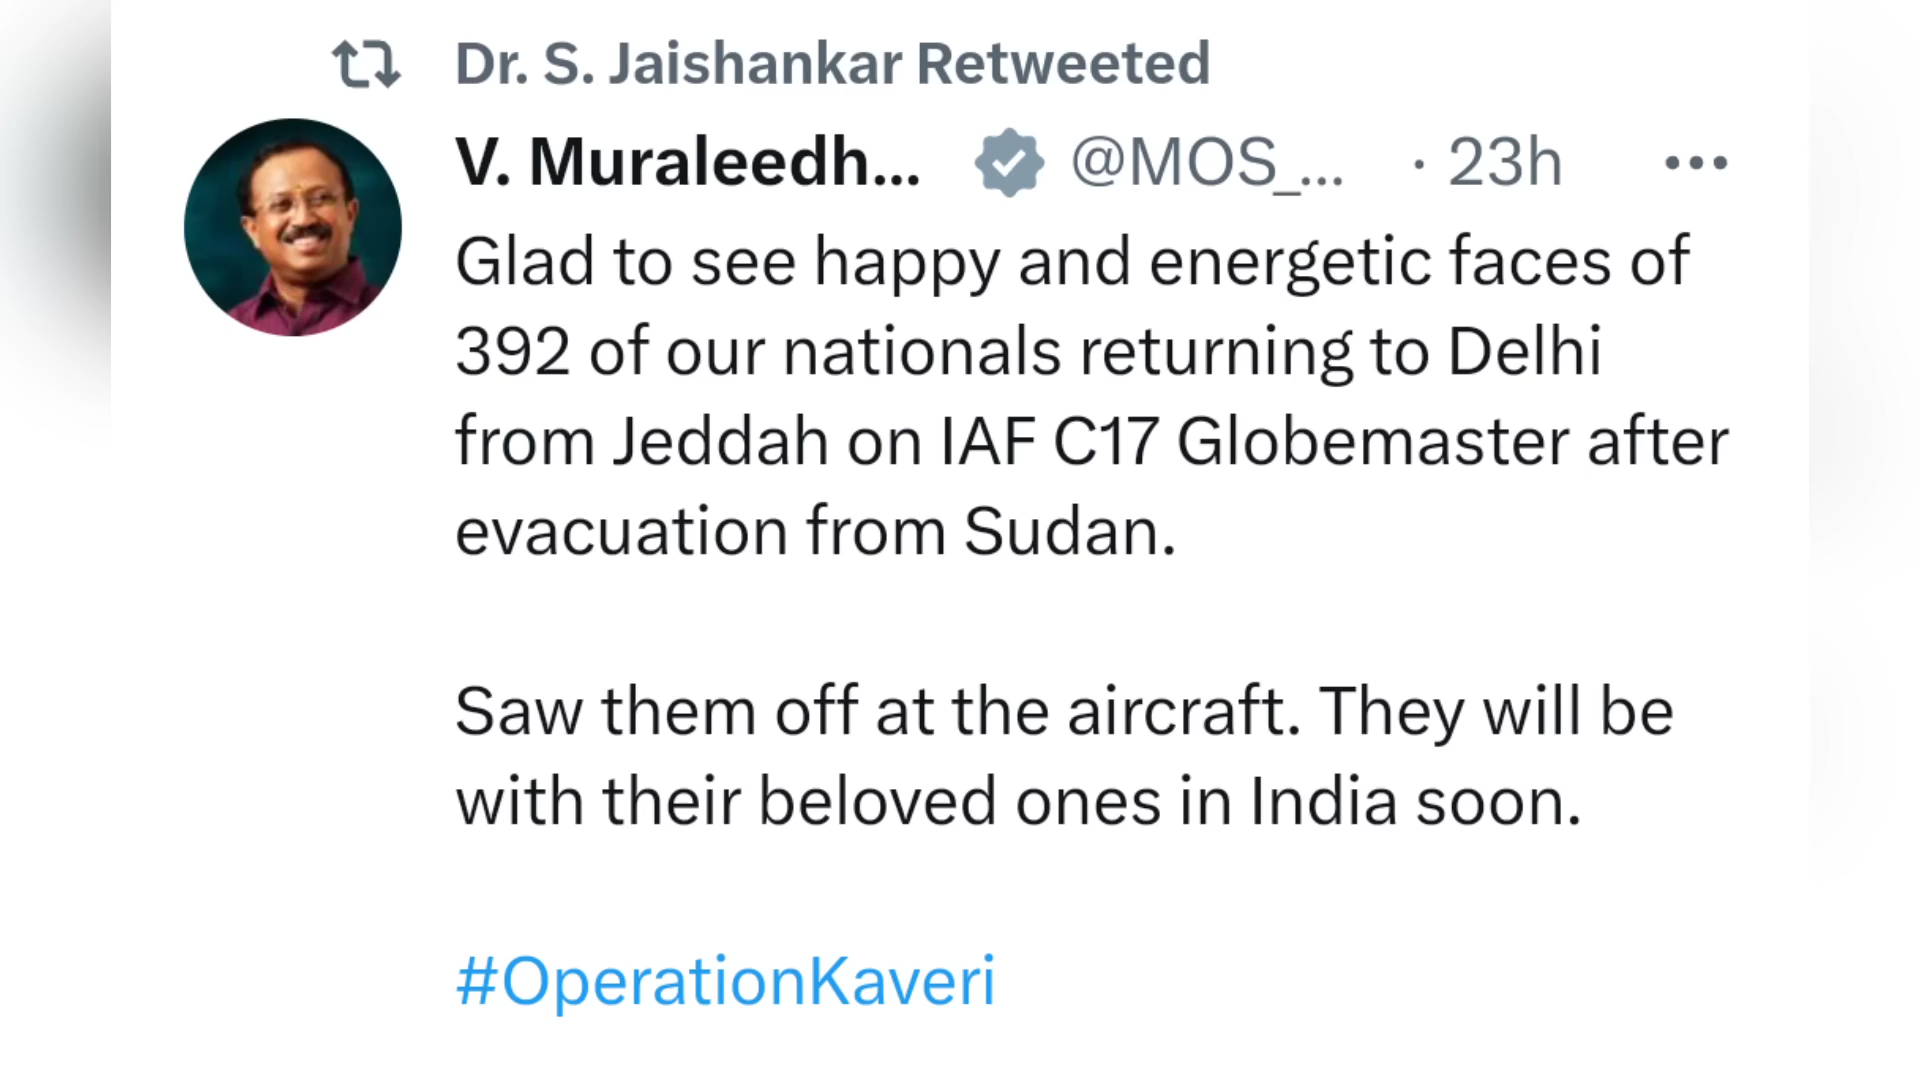 Dr. S. Jaishankar Retweeted
V. Muraleedh... @MOS_... · 23h
Glad to see happy and energetic faces of
392 of our nationals returning to Delhi
from Jeddah on IAF C17 Globemaster after
evacuation from Sudan.
Saw them off at the aircraft. They will be
with their beloved ones in India soon.
#OperationKaveri